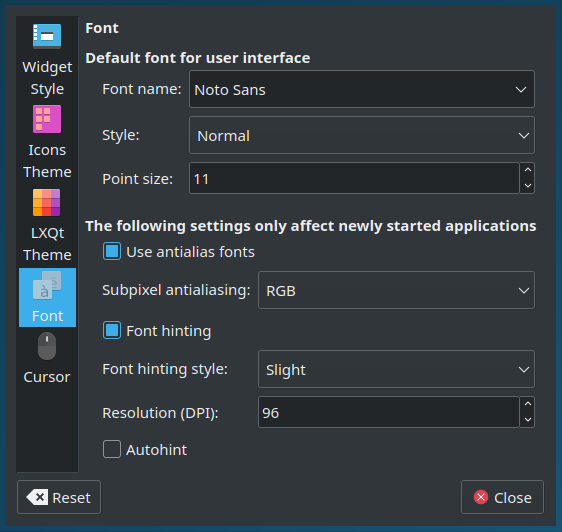 Widget
Style
Icons
Theme
LXQt
Theme
Font
Cursor
Font
Default font for user interface
Font name: Noto Sans
Style: Normal
Point size: 11
The following settings only affect newly started applications
Use antialias fonts
Subpixel antialiasing: RGB
Font hinting
Font hinting style: Slight
Resolution (DPI): 96
Autohint
Reset Close